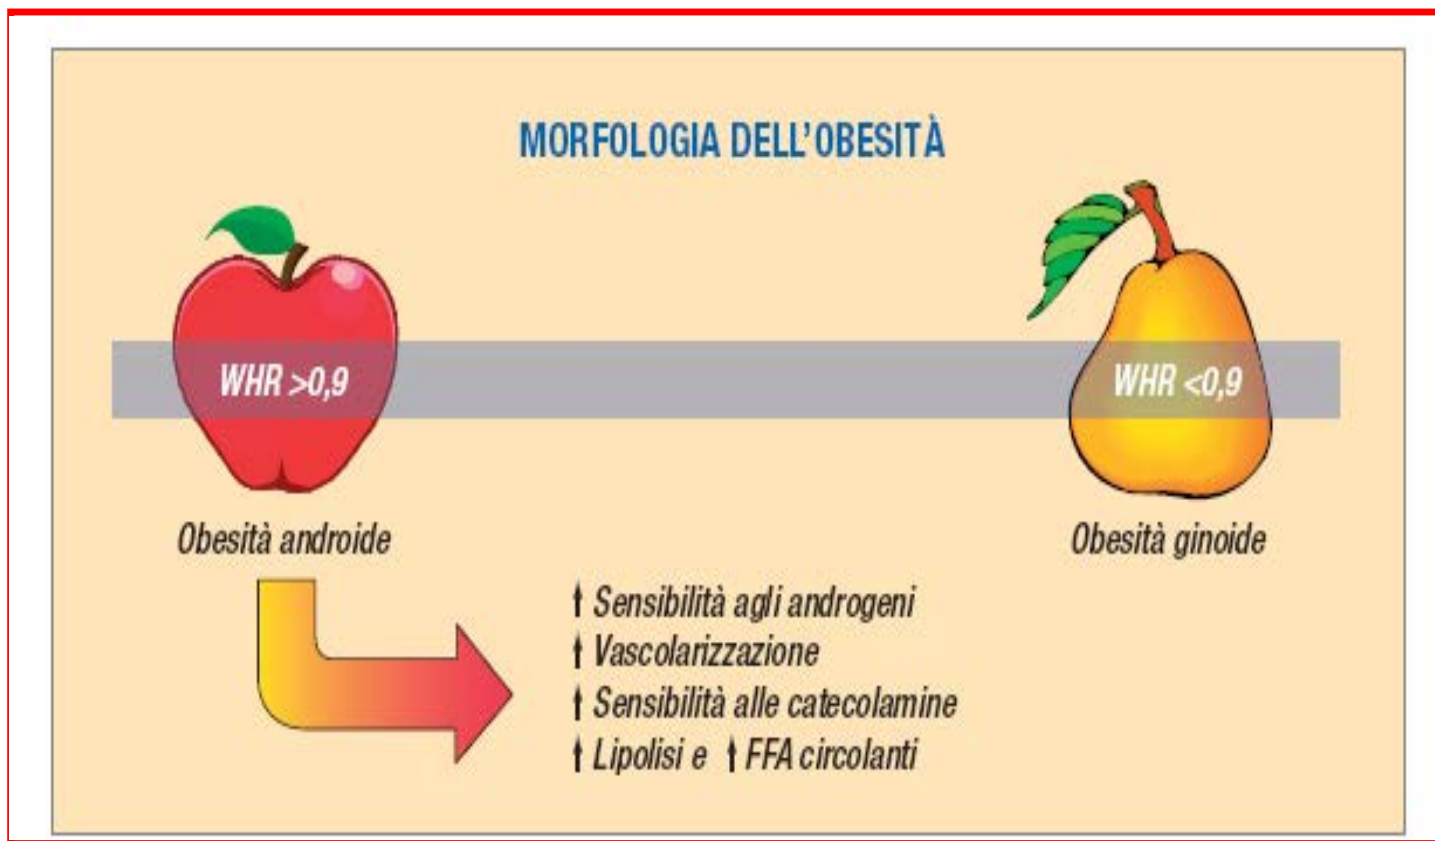 MORFOLOGIA DELL'OBESITÀ
WHR >0,9
WHR <0,9
Obesità androide
Obesità ginoide
↑ Sensibilità agli androgeni
↑ Vascolarizzazione
↑ Sensibilità alle catecolamine
↑ Lipolisi e ↑ FFA circolanti